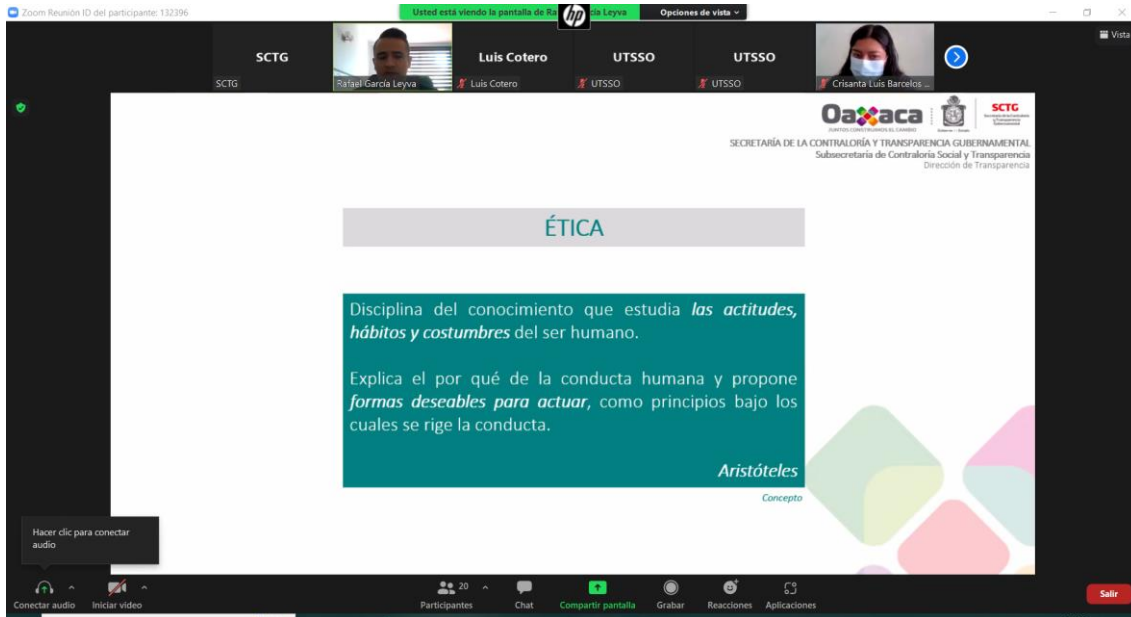 Zoom Reunión ID del participante: 132396
Usted está viendo la pantalla de Ra
cía Leyva
Opciones de vista
hp
Vista
SCTG
SCTG
Rafael García Leyva
Luis Cotero
Luis Cotero
UTSSO
UTSSO
UTSSO
UTSSO
Crisanta Luis Barcelos ...
Oaxaca
JUNTOS CONSTRUIMOS EL CAMBIO
SCTG
SECRETARÍA DE LA CONTRALORÍA Y TRANSPARENCIA GUBERNAMENTAL
Subsecretaría de Contraloría Social y Transparencia
Dirección de Transparencia
ÉTICA
Disciplina del conocimiento que estudia las actitudes,
hábitos y costumbres del ser humano.
Explica el por qué de la conducta humana y propone
formas deseables para actuar, como principios bajo los
cuales se rige la conducta.
Aristóteles
Concepto
Hacer clic para conectar
audio
Conectar audio
Iniciar video
20
Participantes
Chat
Compartir pantalla
Grabar
Reacciones
Aplicaciones
Salir